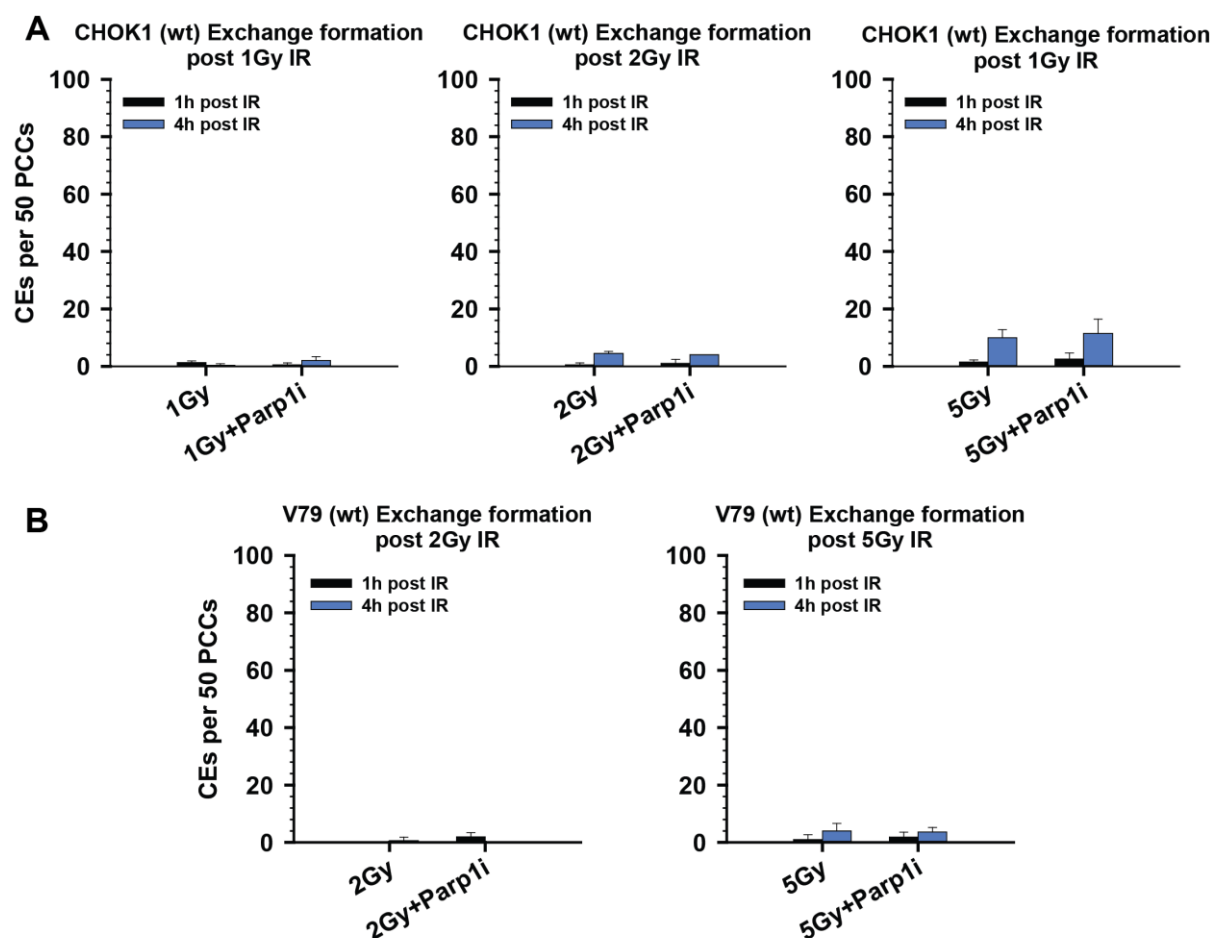 A
CHOK1 (wt) Exchange formation
post 1Gy IR
CEs per 50 PCCs
100
80
60
40
20
0
1h post IR
4h post IR
1Gy
1Gy+Parp1i
CHOK1 (wt) Exchange formation
post 2Gy IR
100
80
60
40
20
0
1h post IR
4h post IR
2Gy
2Gy+Parp1i
CHOK1 (wt) Exchange formation
post 1Gy IR
100
80
60
40
20
0
1h post IR
4h post IR
5Gy
5Gy+Parp1i
B
V79 (wt) Exchange formation
post 2Gy IR
CEs per 50 PCCs
100
80
60
40
20
0
1h post IR
4h post IR
2Gy
2Gy+Parp1i
V79 (wt) Exchange formation
post 5Gy IR
100
80
60
40
20
0
1h post IR
4h post IR
5Gy
5Gy+Parp1i